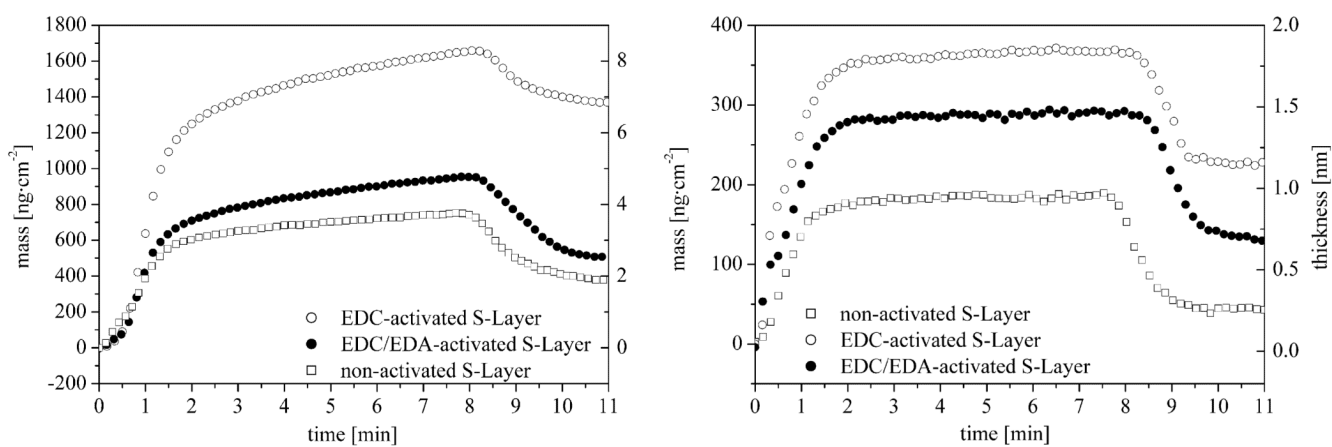 1800
1600
1400
1200
1000
800
600
400
200
0
-200
mass [ng·cm⁻²]
8
6
4
2
0
EDC-activated S-Layer
EDC/EDA-activated S-Layer
non-activated S-Layer
0 1 2 3 4 5 6 7 8 9 10 11
time [min]
400
300
200
100
0
mass [ng·cm⁻²]
2.0
1.5
1.0
0.5
0.0
thickness [nm]
non-activated S-Layer
EDC-activated S-Layer
EDC/EDA-activated S-Layer
0 1 2 3 4 5 6 7 8 9 10 11
time [min]